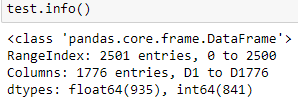 test.info()
<class 'pandas.core.frame.DataFrame'>
RangeIndex: 2501 entries, 0 to 2500
Columns: 1776 entries, D1 to D1776
dtypes: float64(935), int64(841)